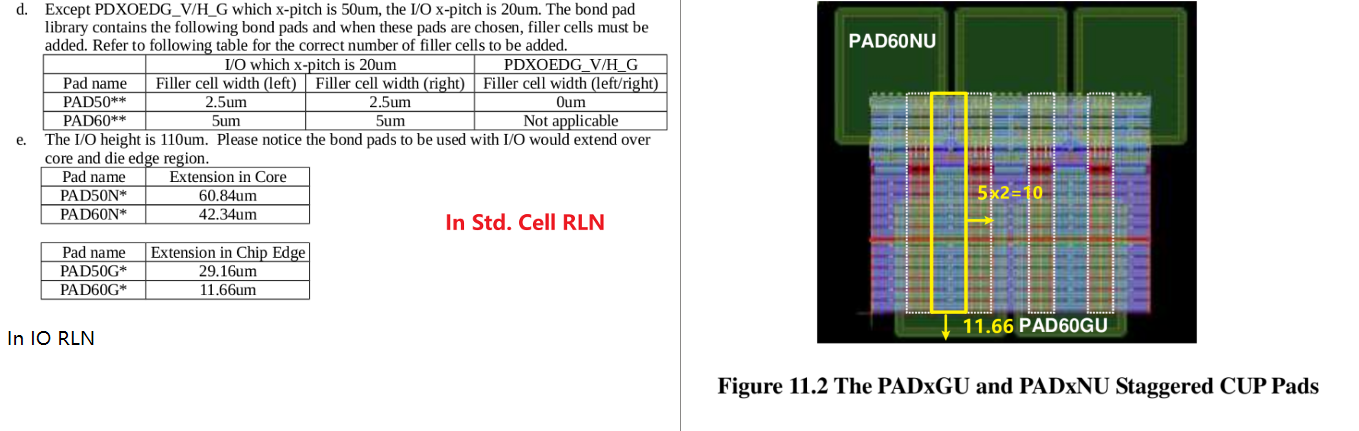 d. Except PDXOEDG_V/H_G which x-pitch is 50um, the I/O x-pitch is 20um. The bond pad
library contains the following bond pads and when these pads are chosen, filler cells must be
added. Refer to following table for the correct number of filler cells to be added.
I/O which x-pitch is 20um PDXOEDG_V/H_G
Pad name Filler cell width (left) Filler cell width (right) Filler cell width (left/right)
PAD50** 2.5um 2.5um 0um
PAD60** 5um 5um Not applicable
e. The I/O height is 110um. Please notice the bond pads to be used with I/O would extend over
core and die edge region.
Pad name Extension in Core
PAD50N* 60.84um
PAD60N* 42.34um
In Std. Cell RLN
Pad name Extension in Chip Edge
PAD50G* 29.16um
PAD60G* 11.66um
In IO RLN
PAD60NU
5x2=10
11.66 PAD60GU
Figure 11.2 The PADxGU and PADxNU Staggered CUP Pads